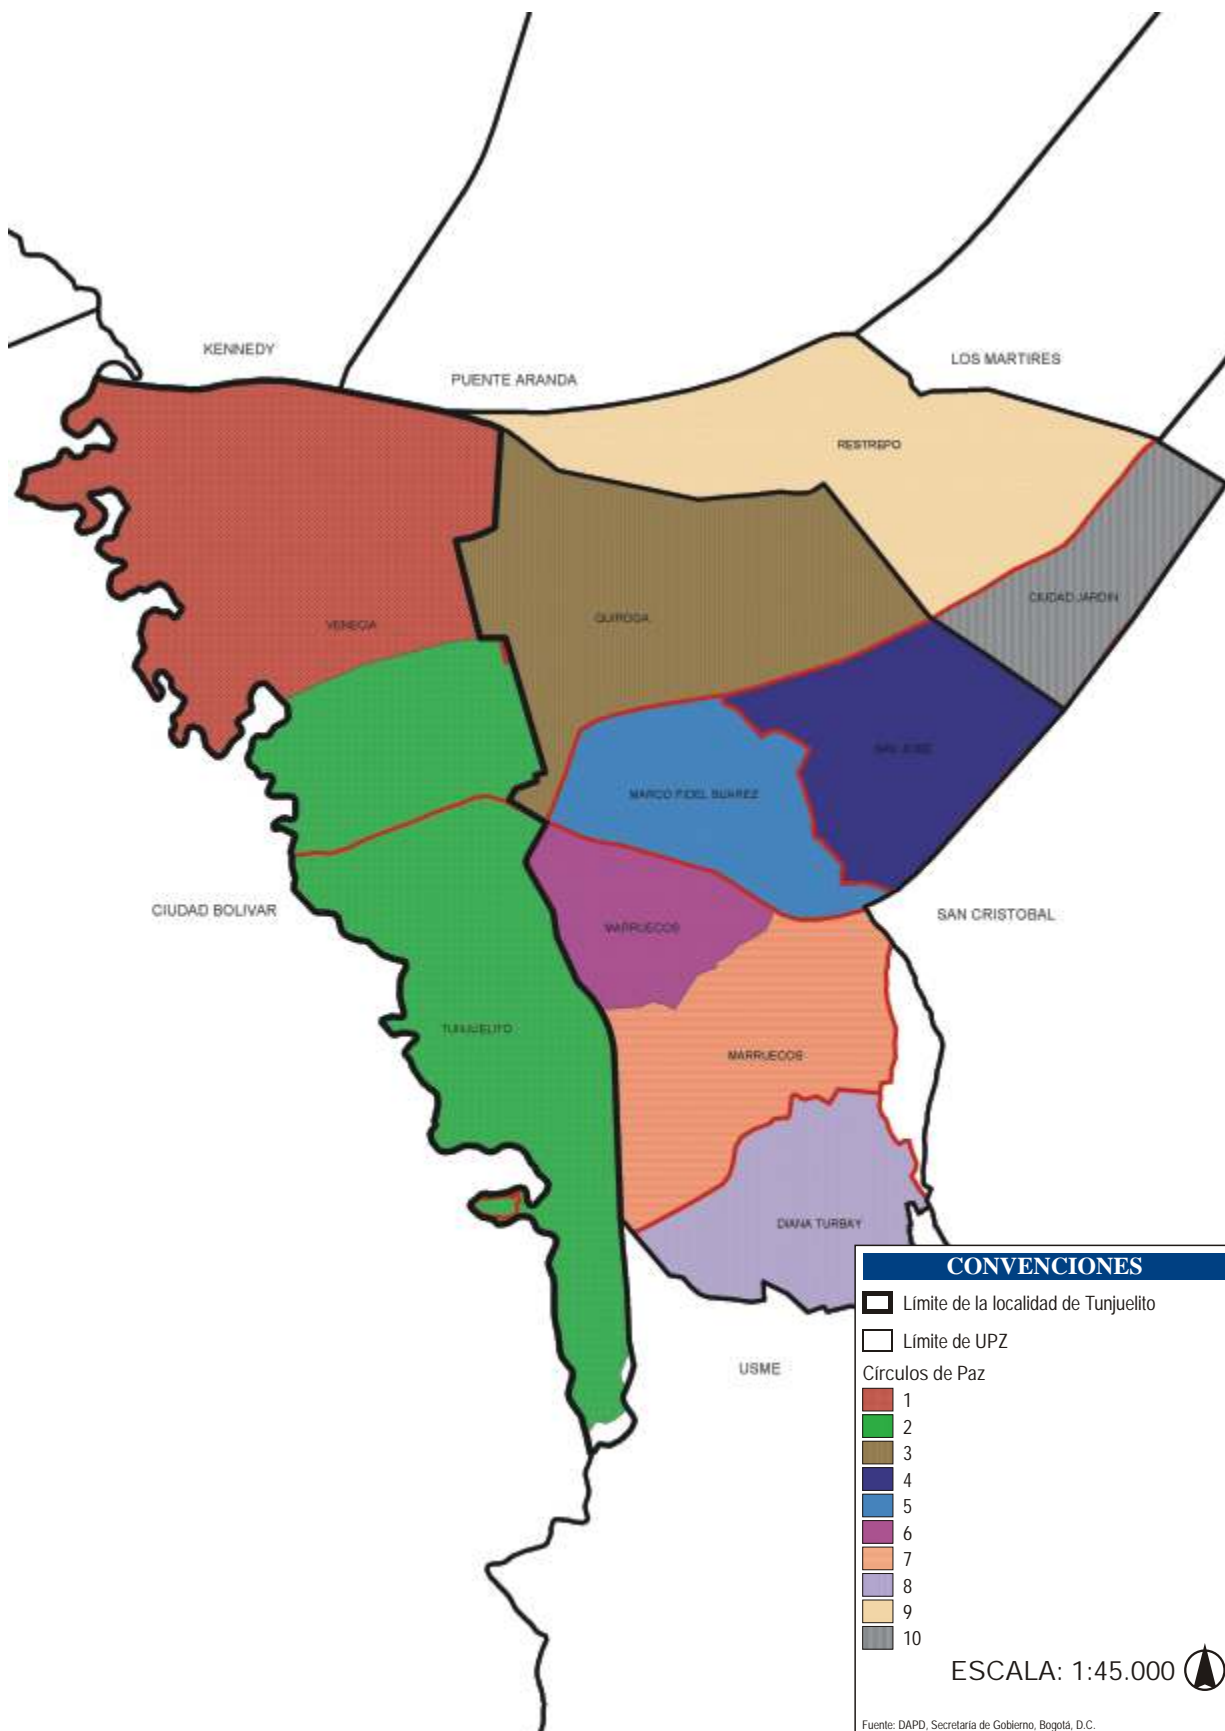 KENNEDY
PUENTE ARANDA
LOS MARTIRES
RESTREPO
CIUDAD JARDIN
QUIROGA
VENECIA
SAN JOSE
MARCO FIDEL SUAREZ
CIUDAD BOLIVAR
SAN CRISTOBAL
MARRUECOS
TUNJUELITO
MARRUECOS
DIANA TURBAY
USME
CONVENCIONES
Límite de la localidad de Tunjuelito
Límite de UPZ
Círculos de Paz
1
2
3
4
5
6
7
8
9
10
ESCALA: 1:45.000
Fuente: DAPD, Secretaría de Gobierno, Bogotá, D.C.